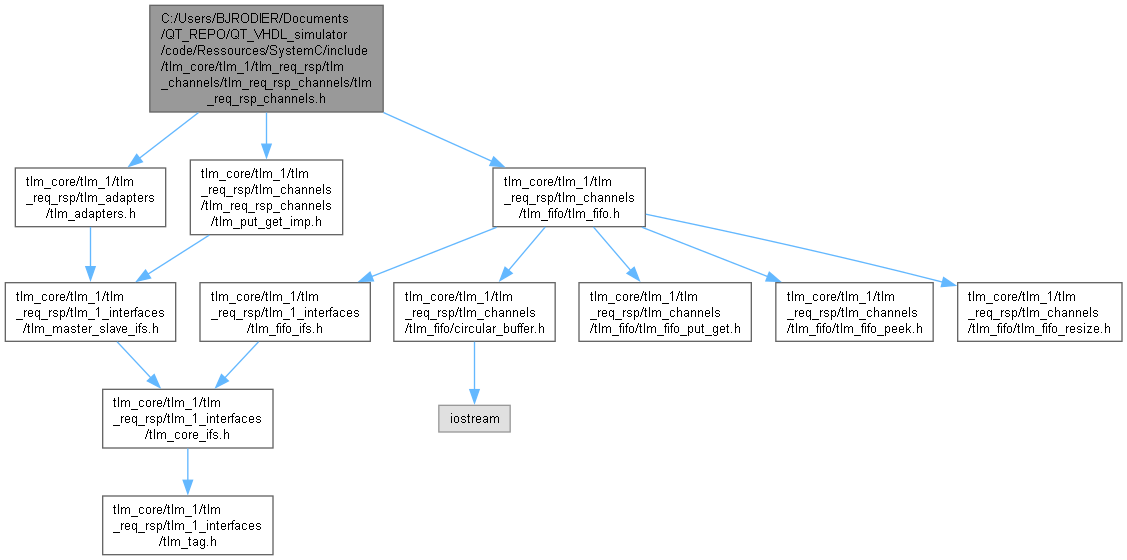 C:/Users/BJRODIER/Documents
/QT_REPO/QT_VHDL_simulator
/code/Ressources/SystemC/include
/tlm_core/tlm_1/tlm_req_rsp/tlm
_channels/tlm_req_rsp_channels/tlm
_req_rsp_channels.h
tlm_core/tlm_1/tlm
_req_rsp/tlm_adapters
/tlm_adapters.h
tlm_core/tlm_1/tlm
_req_rsp/tlm_channels
/tlm_req_rsp_channels
/tlm_put_get_imp.h
tlm_core/tlm_1/tlm
_req_rsp/tlm_channels
/tlm_fifo/tlm_fifo.h
tlm_core/tlm_1/tlm
_req_rsp/tlm_1_interfaces
/tlm_master_slave_ifs.h
tlm_core/tlm_1/tlm
_req_rsp/tlm_1_interfaces
/tlm_fifo_ifs.h
tlm_core/tlm_1/tlm
_req_rsp/tlm_channels
/tlm_fifo/circular_buffer.h
tlm_core/tlm_1/tlm
_req_rsp/tlm_channels
/tlm_fifo/tlm_fifo_put_get.h
tlm_core/tlm_1/tlm
_req_rsp/tlm_channels
/tlm_fifo/tlm_fifo_peek.h
tlm_core/tlm_1/tlm
_req_rsp/tlm_channels
/tlm_fifo/tlm_fifo_resize.h
tlm_core/tlm_1/tlm
_req_rsp/tlm_1_interfaces
/tlm_core_ifs.h
iostream
tlm_core/tlm_1/tlm
_req_rsp/tlm_1_interfaces
/tlm_tag.h